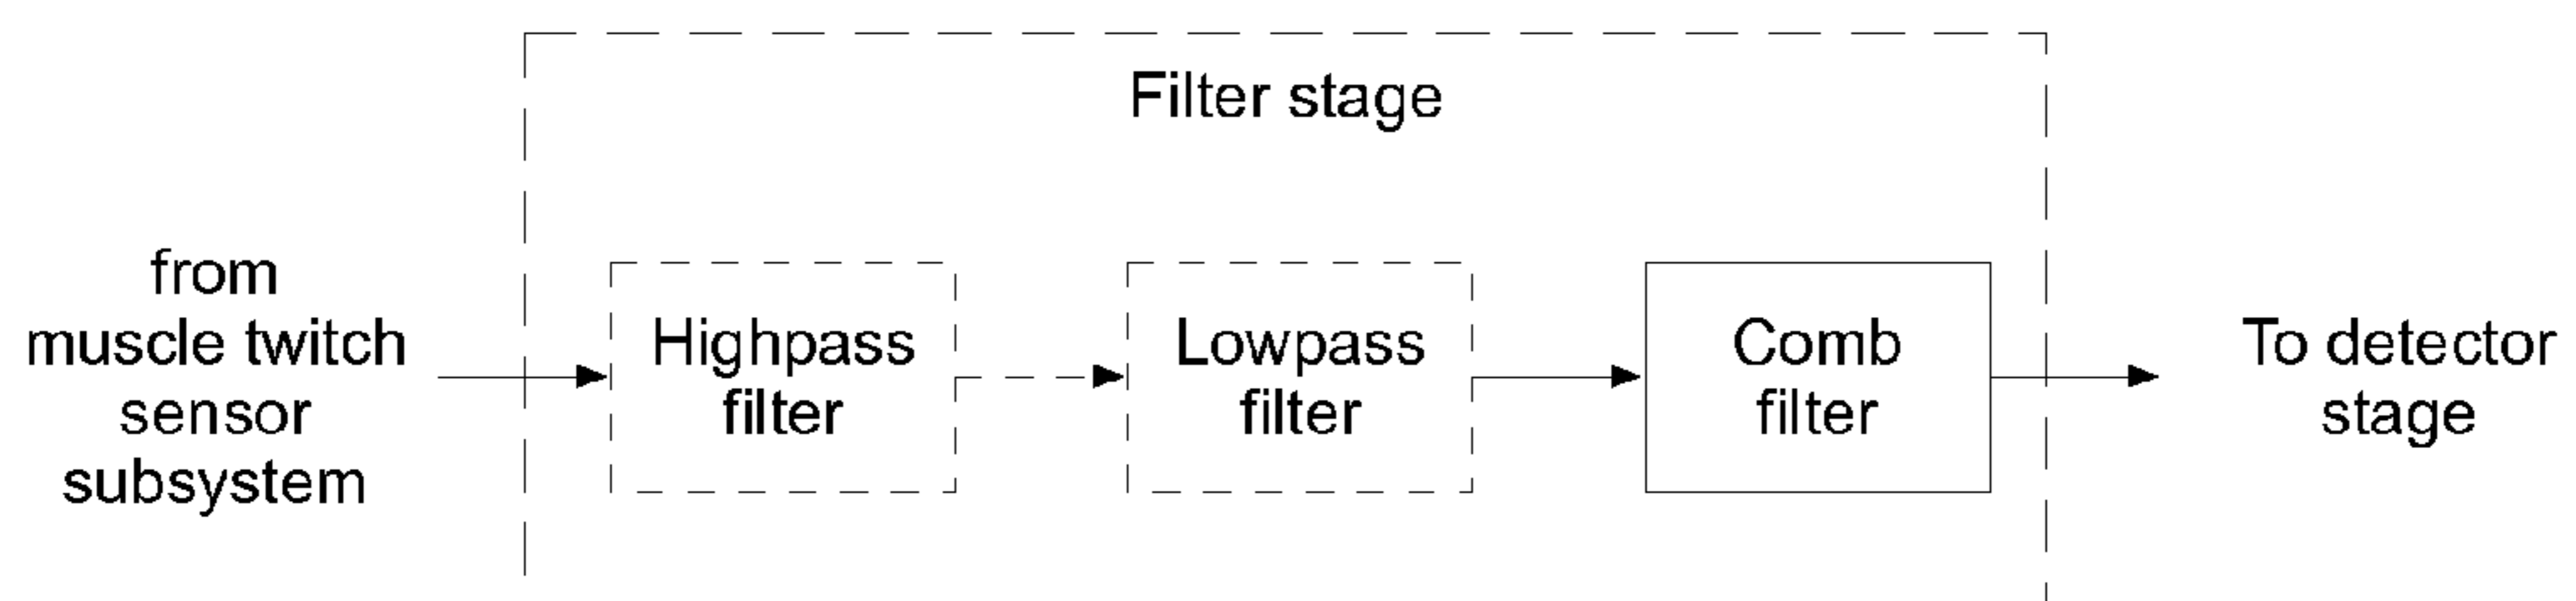 Filter stage
from
muscle twitch
sensor
subsystem
Highpass
filter
Lowpass
filter
Comb
filter
To detector
stage